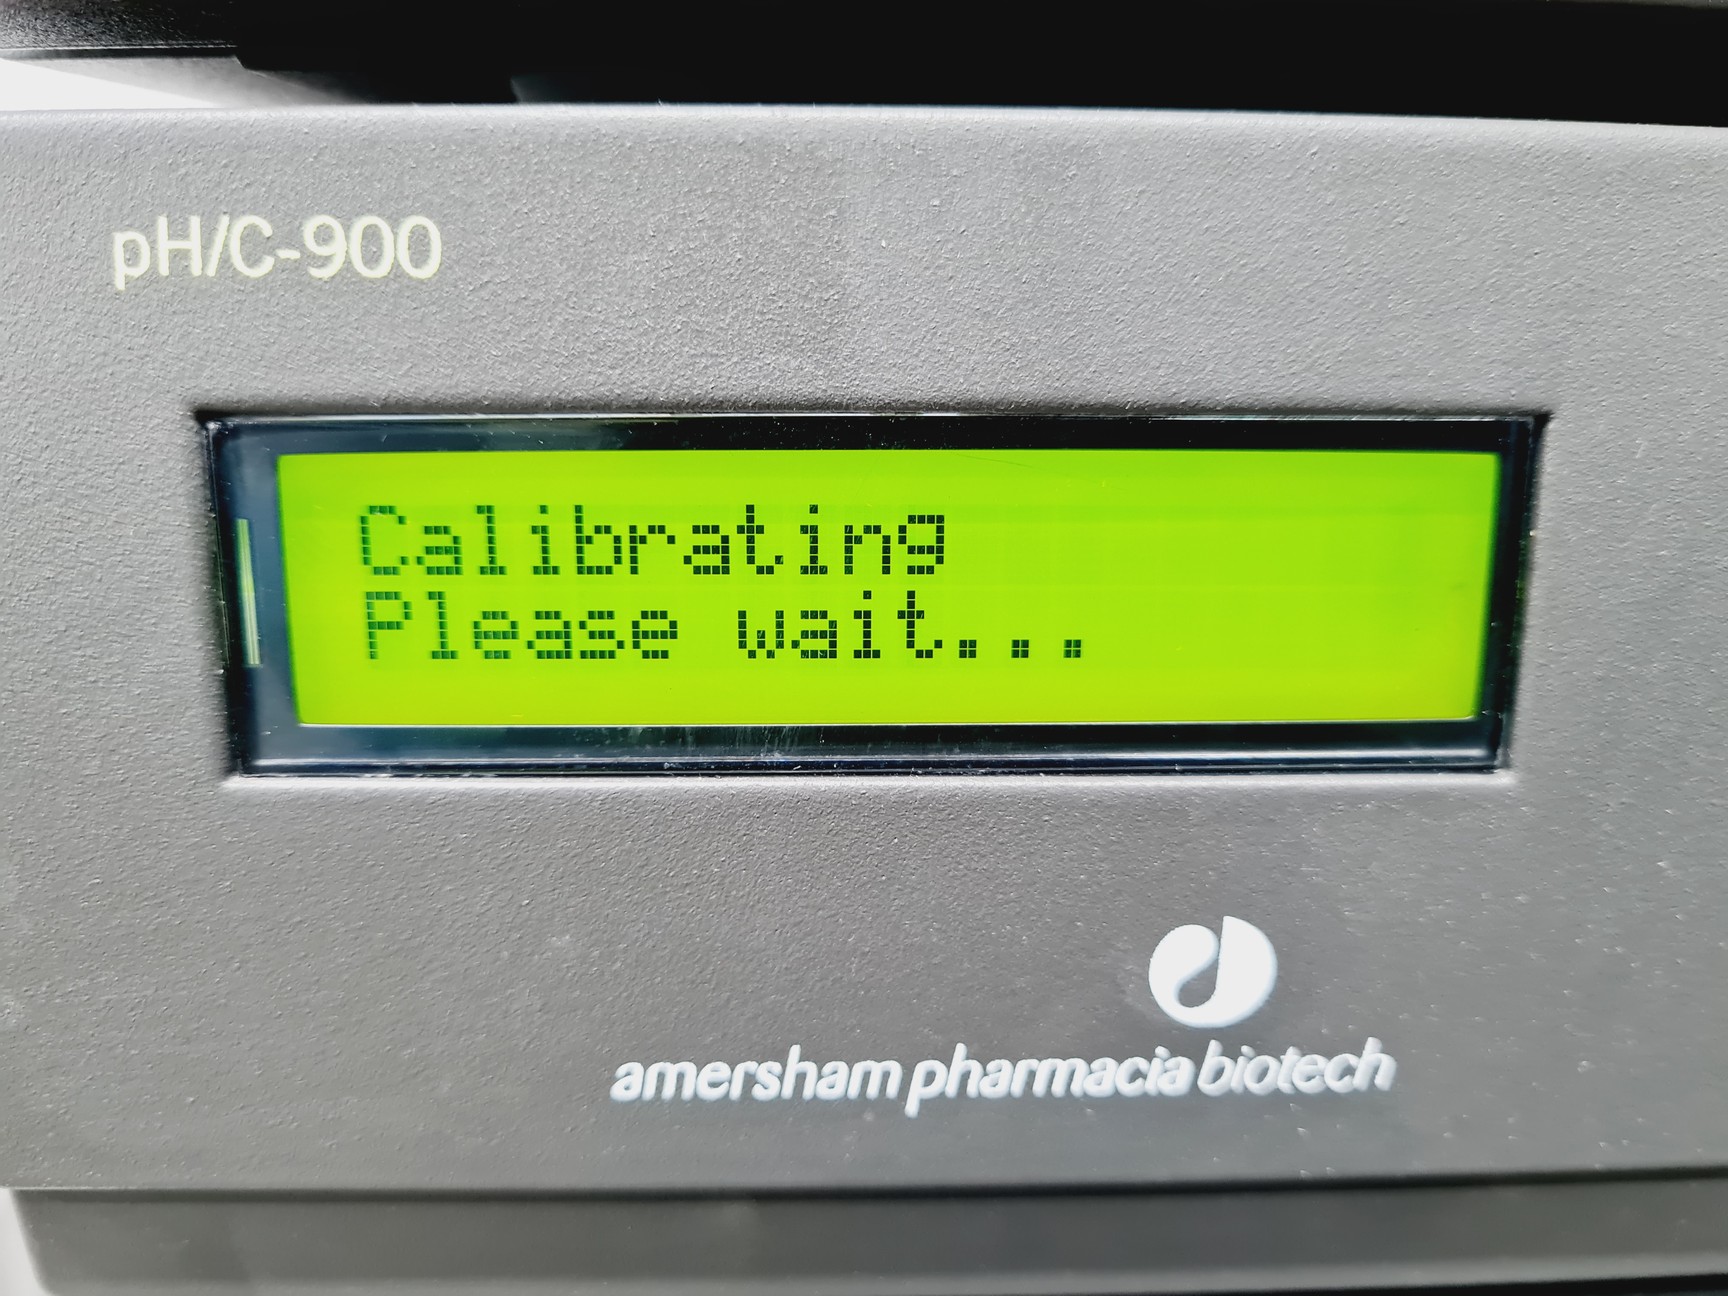 pH/C-900
Calibrating
Please wait...
amersham pharmacia biotech